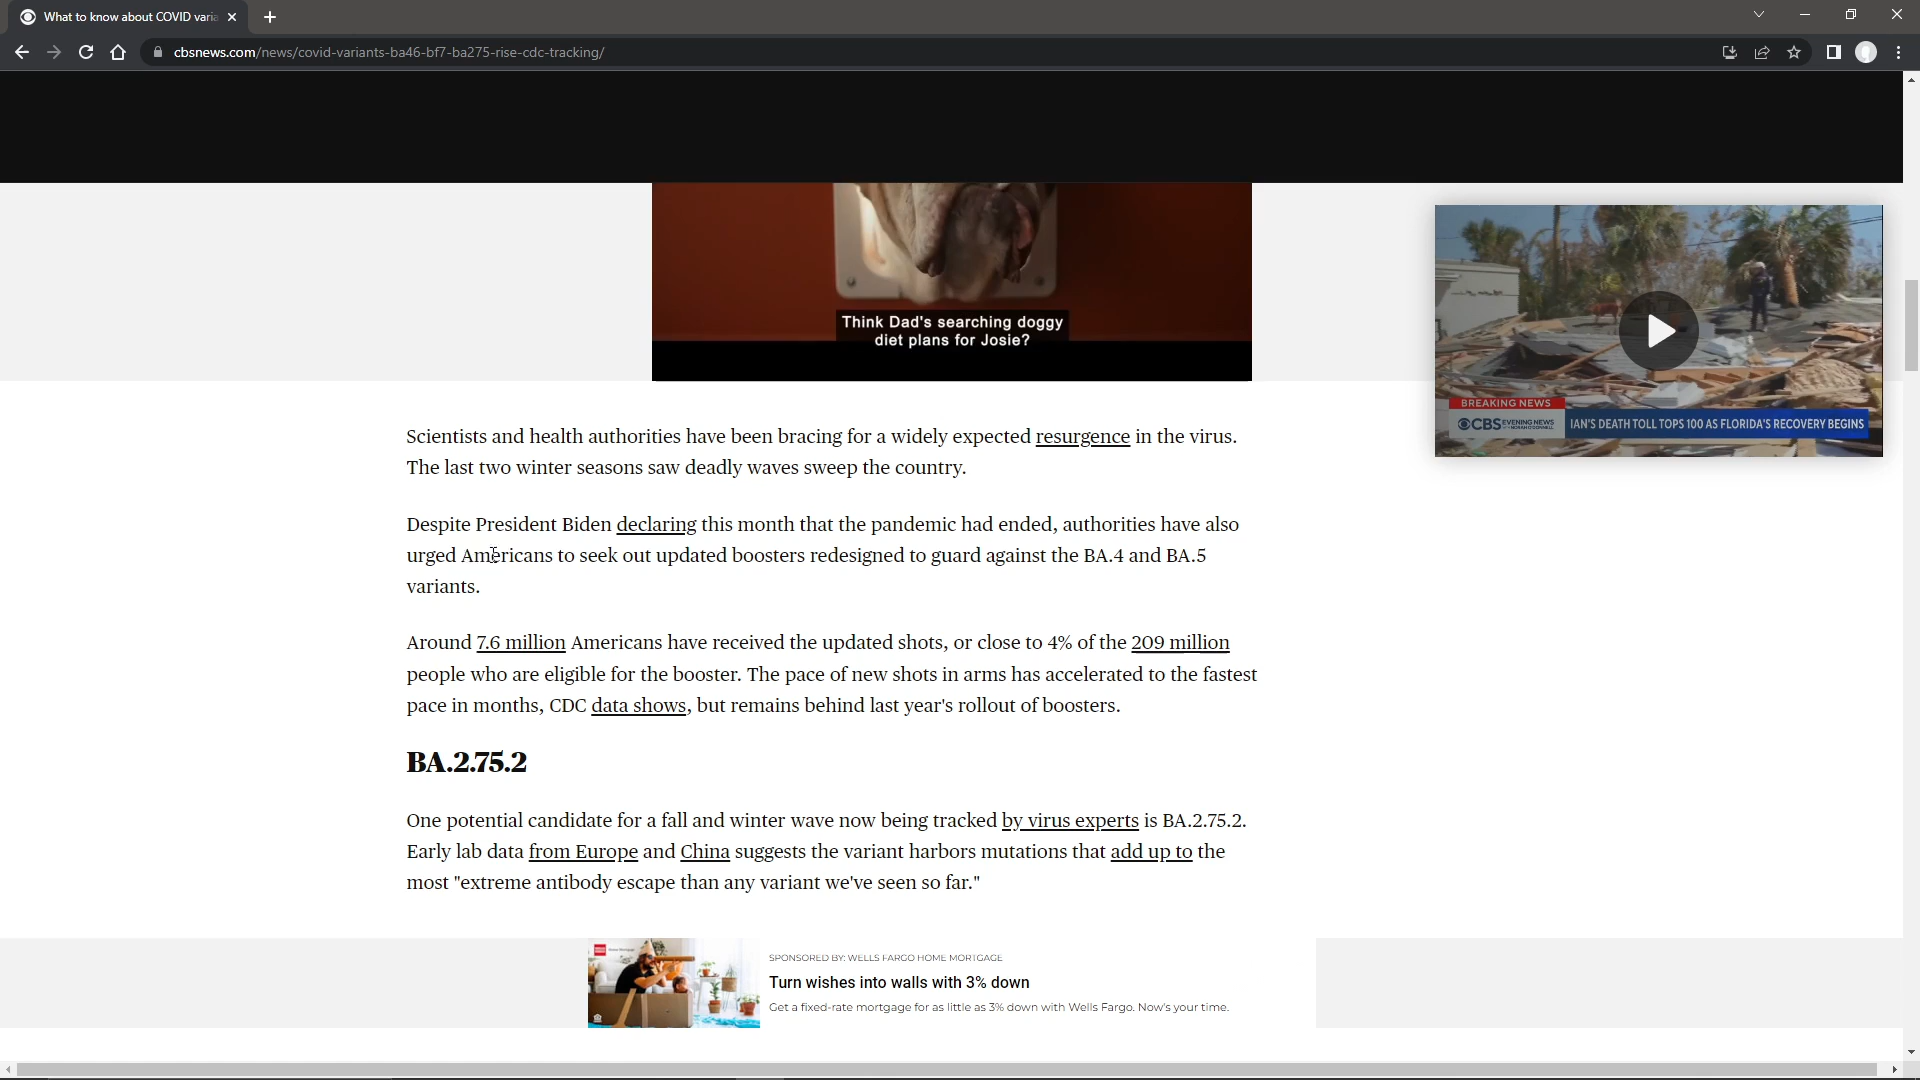 What to know about COVID varia
cbsnews.com/news/covid-variants-ba46-bf7-ba275-rise-cdc-tracking/
Think Dad's searching doggy
diet plans for Josie?
BREAKING NEWS
CBS EVENING NEWS
IAN'S DEATH TOLL TOPS 100 AS FLORIDA'S RECOVERY BEGINS
Scientists and health authorities have been bracing for a widely expected resurgence in the virus.
The last two winter seasons saw deadly waves sweep the country.
Despite President Biden declaring this month that the pandemic had ended, authorities have also
urged Americans to seek out updated boosters redesigned to guard against the BA.4 and BA.5
variants.
Around 7.6 million Americans have received the updated shots, or close to 4% of the 209 million
people who are eligible for the booster. The pace of new shots in arms has accelerated to the fastest
pace in months, CDC data shows, but remains behind last year's rollout of boosters.
BA.2.75.2
One potential candidate for a fall and winter wave now being tracked by virus experts is BA.2.75.2.
Early lab data from Europe and China suggests the variant harbors mutations that add up to the
most "extreme antibody escape than any variant we've seen so far."
SPONSORED BY: WELLS FARGO HOME MORTGAGE
Turn wishes into walls with 3% down
Get a fixed-rate mortgage for as little as 3% down with Wells Fargo. Now's your time.